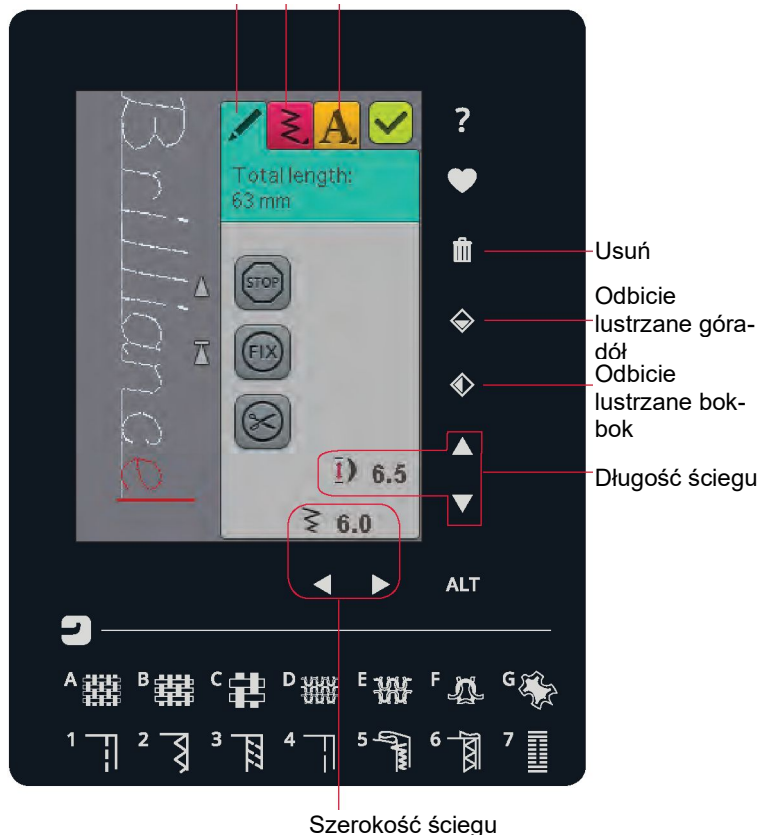 Brilliance
A
Total length:
63 mm
?
STOP
FIX
6.5
6.0
ALT
Usuń
Odbicie
lustrzane góra-
dół
Odbicie
lustrzane bok-
bok
Długość ściegu
A B C D E F G
1 2 3 4 5 6 7
Szerokość ściegu